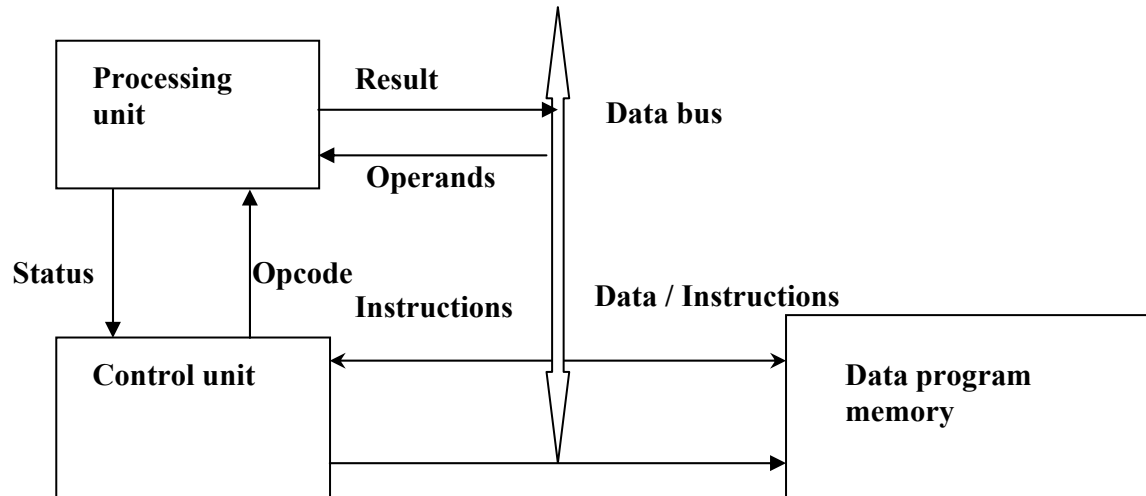 Processing
unit
Result
Data bus
Operands
Status
Opcode
Instructions
Data / Instructions
Control unit
Data program
memory